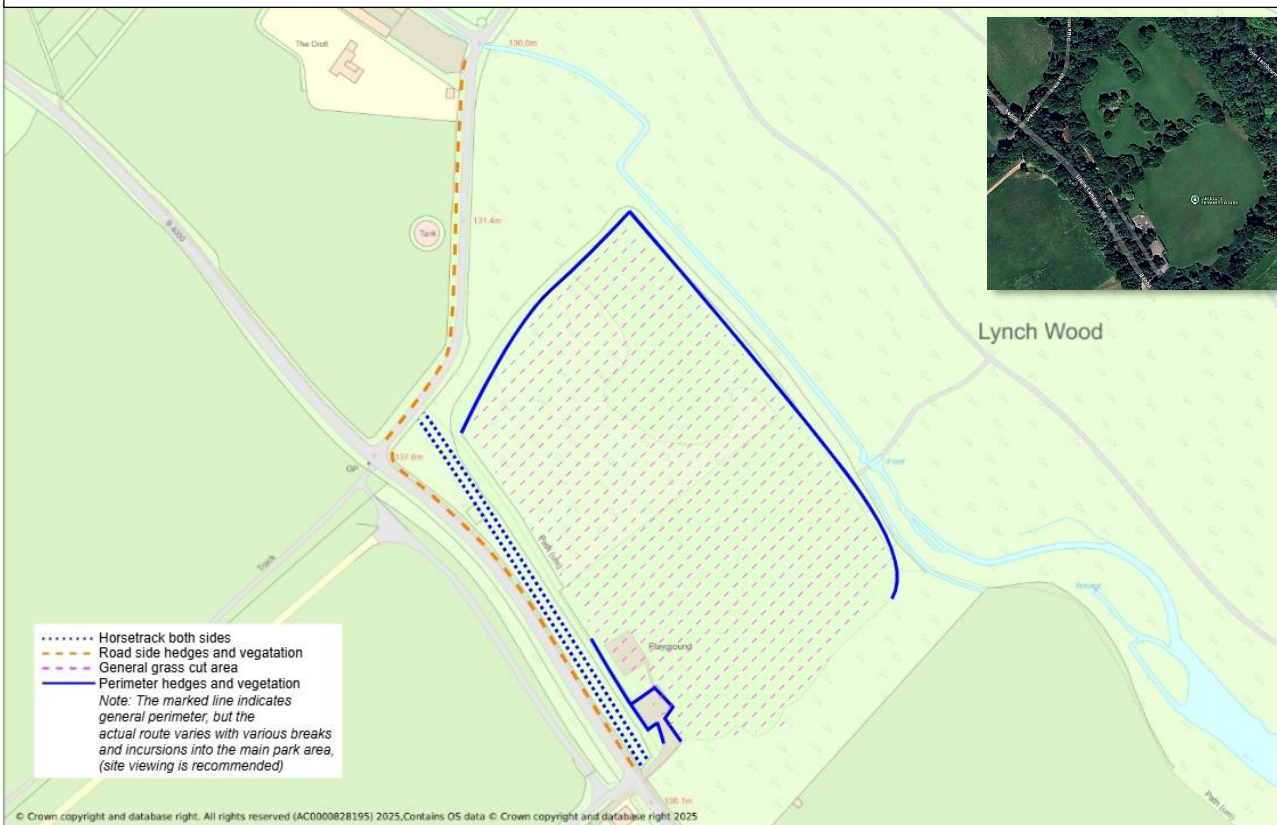 The Croft
130.0m
131.4m
Tank
Lynch Wood
B 4000
137.6m
GP
Ford
Track
Path (um)
Playground
Horsetrack both sides
Road side hedges and vegatation
General grass cut area
Perimeter hedges and vegetation
Note: The marked line indicates
general perimeter, but the
actual route varies with various breaks
and incursions into the main park area,
(site viewing is recommended)
Path (um)
© Crown copyright and database right. All rights reserved (AC0000828195) 2025,Contains OS data © Crown copyright and database right 2025